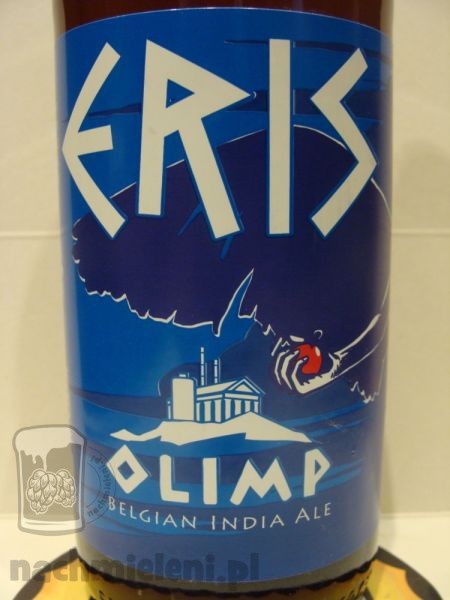 ERIS
OLIMP
BELGIAN INDIA ALE
nachmieleni.pl